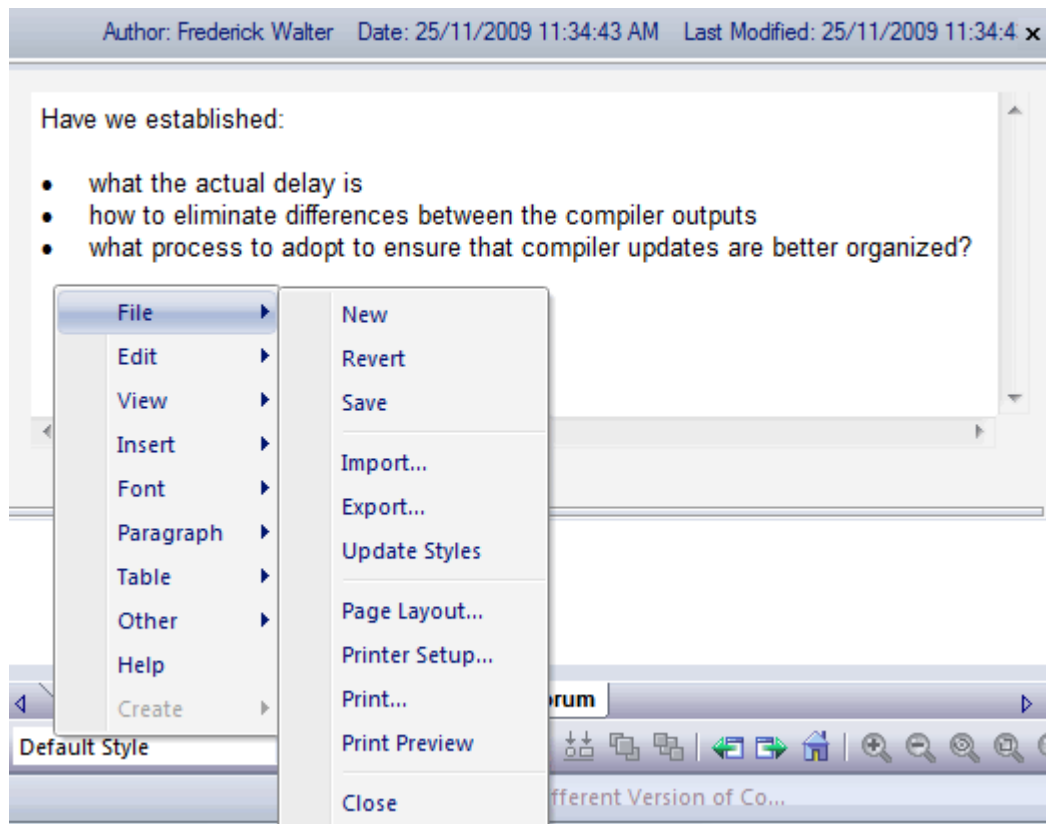 Author: Frederick Walter Date: 25/11/2009 11:34:43 AM Last Modified: 25/11/2009 11:34:4
Have we established:
• what the actual delay is
• how to eliminate differences between the compiler outputs
• what process to adopt to ensure that compiler updates are better organized?
File
Edit
View
Insert
Font
Paragraph
Table
Other
Help
Create
New
Revert
Save
Import...
Export...
Update Styles
Page Layout...
Printer Setup...
Print...
Print Preview
Close
Default Style
Version of Co...